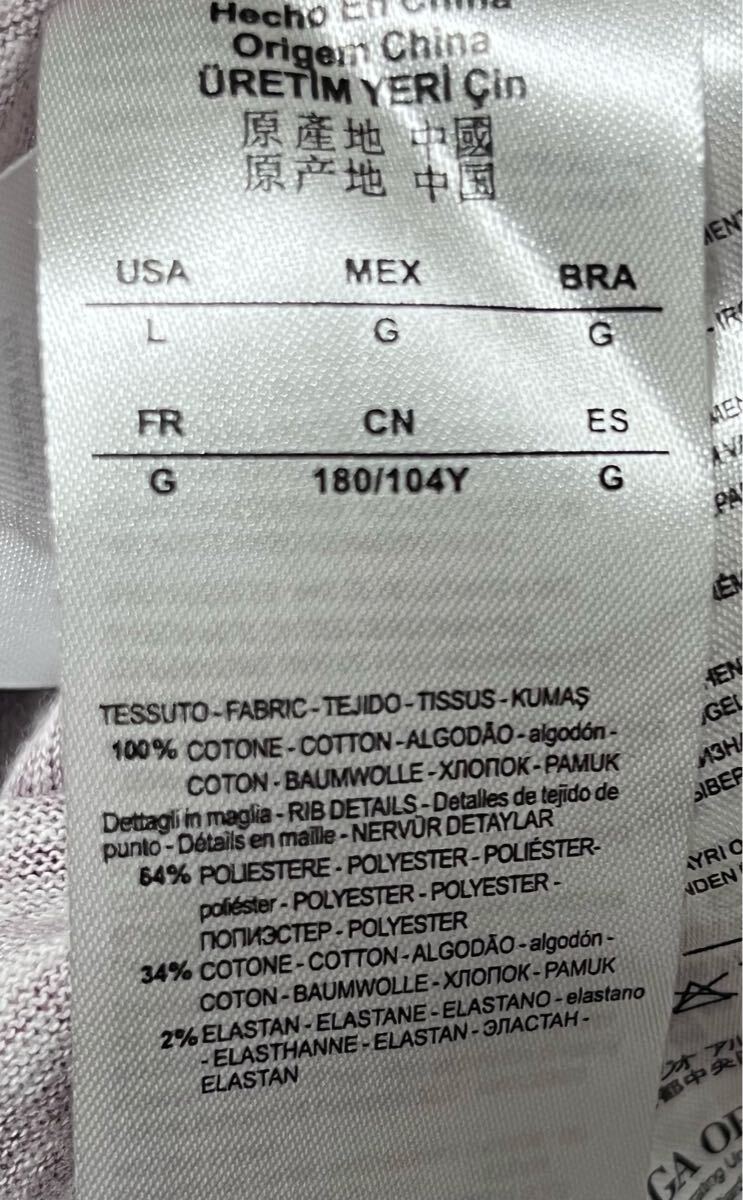 Hecho En China
Origem China
ÜRETİM YERİ Çin
原產地 中國
原产地 中国
USA MEX BRA
L G G
FR CN ES
G 180/104Y G
TESSUTO - FABRIC - TEJIDO - TISSUS - KUMAŞ
100% COTONE - COTTON - ALGODÃO - algodón -
COTON - BAUMWOLLE - ХЛОПОК - PAMUK
Dettagli in maglia - RIB DETAILS - Detalles de tejido de
punto - Détails en maille - NERVÜR DETAYLAR
64% POLIESTERE - POLYESTER - POLIÉSTER-
poliéster - POLYESTER - POLYESTER -
ПОПИЭСТЕР - POLYESTER
34% COTONE - COTTON - ALGODÃO - algodón -
COTON - BAUMWOLLE - ХЛОПОК - PAMUK
2% ELASTAN - ELASTANE - ELASTANO - elastano
- ELASTHANNE - ELASTAN - ЭЛАСТАН -
ELASTAN